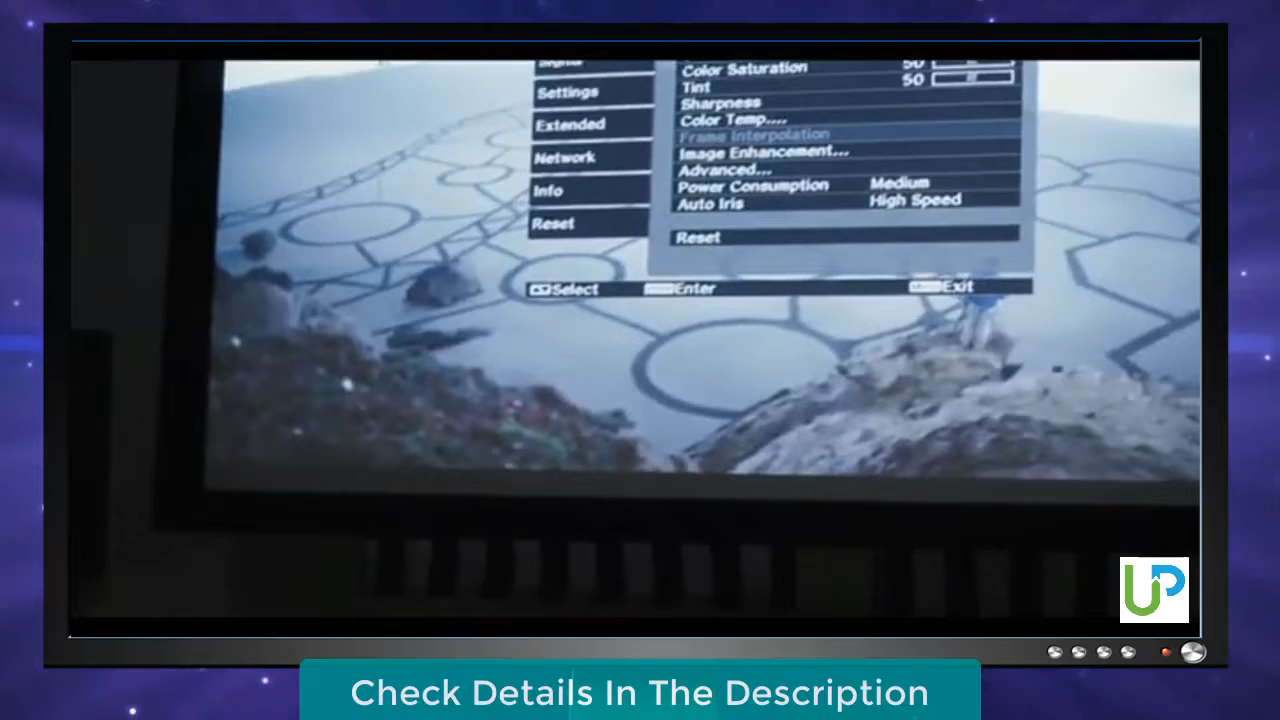 Color Saturation 50
Tint 50
Settings
Sharpness
Extended
Color Temp....
Frame Interpolation
Network
Image Enhancement...
Advanced...
Info
Power Consumption Medium
Auto Iris High Speed
Reset
Reset
Select Enter Exit
UP
Check Details In The Description